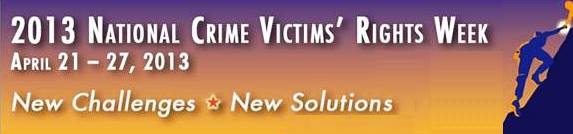 2013 National Crime Victims' Rights Week
April 21 – 27, 2013
New Challenges ★ New Solutions